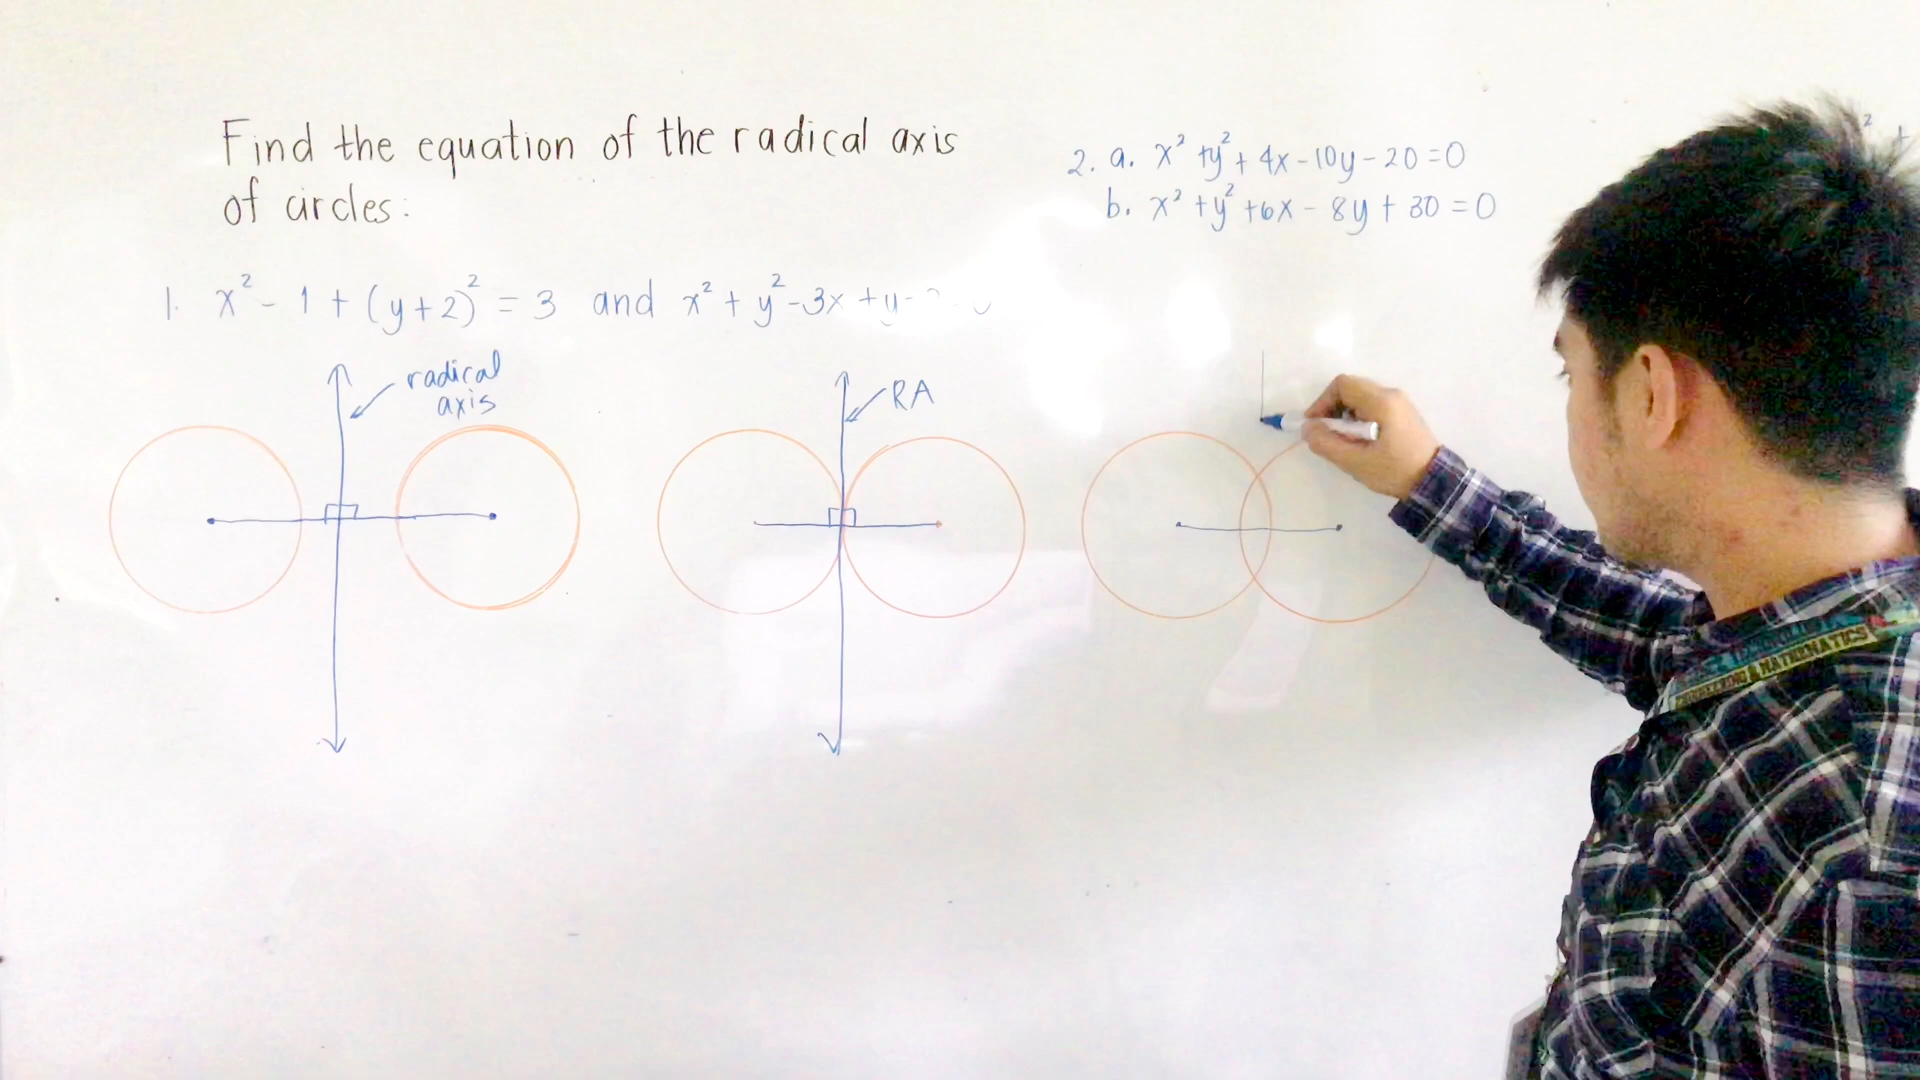 Find the equation of the radical axis
of circles:
1. x² - 1 + (y+2)² = 3 and x² + y² - 3x + y -
2. a. x² + y² + 4x - 10y - 20 = 0
b. x² + y² + 6x - 8y + 30 = 0
radical
axis
RA
& MATHEMATICS